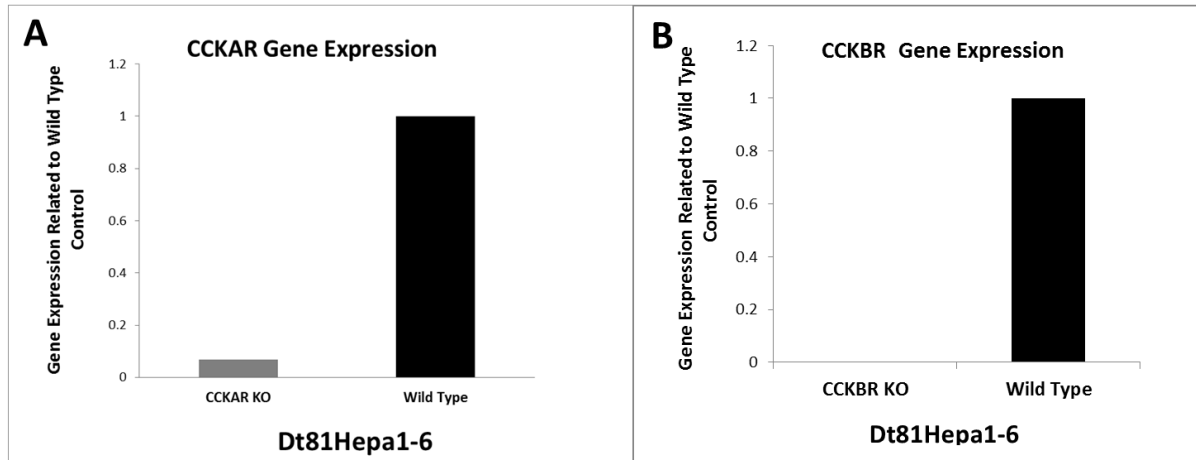 A
CCKAR Gene Expression
Gene Expression Related to Wild Type
Control
1.2
1
0.8
0.6
0.4
0.2
0
CCKAR KO
Wild Type
Dt81Hepa1-6
B
CCKBR Gene Expression
Gene Expression Related to Wild Type
Control
1.2
1
0.8
0.6
0.4
0.2
0
CCKBR KO
Wild Type
Dt81Hepa1-6